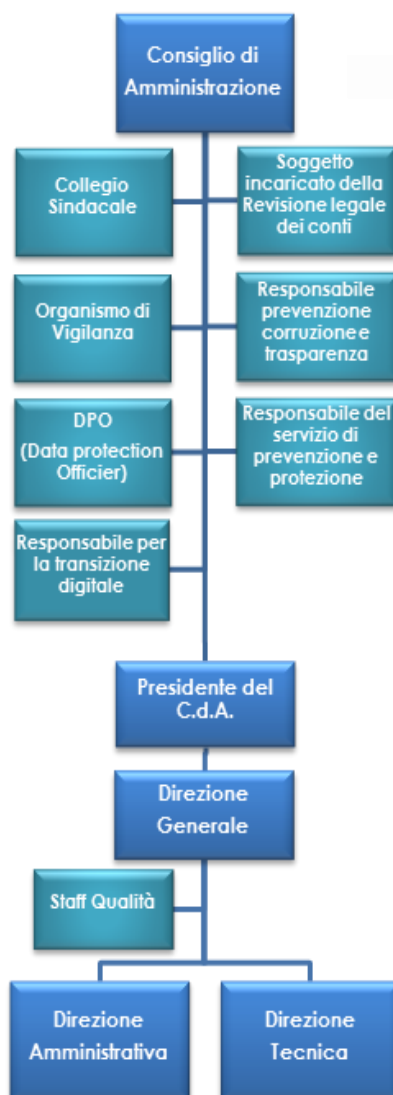 Consiglio di
Amministrazione
Collegio
Sindacale
Soggetto
incaricato della
Revisione legale
dei conti
Organismo di
Vigilanza
Responsabile
prevenzione
corruzione e
trasparenza
DPO
(Data protection
Officier)
Responsabile del
servizio di
prevenzione e
protezione
Responsabile per
la transizione
digitale
Presidente del
C.d.A.
Direzione
Generale
Staff Qualità
Direzione
Amministrativa
Direzione
Tecnica